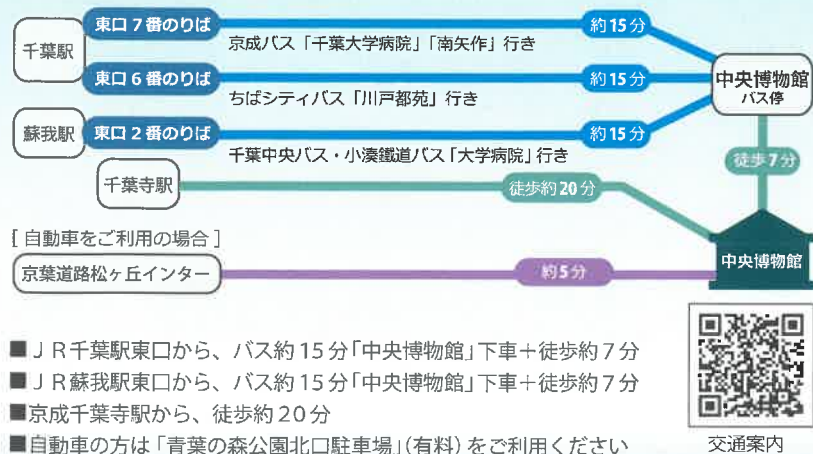 千葉駅
東口7番のりば
約15分
京成バス「千葉大学病院」「南矢作」行き
東口6番のりば
約15分
ちばシティバス「川戸都苑」行き
中央博物館
バス停
蘇我駅
東口2番のりば
約15分
千葉中央バス・小湊鐵道バス「大学病院」行き
徒歩7分
千葉寺駅
徒歩約20分
[ 自動車をご利用の場合 ]
京葉道路松ヶ丘インター
約5分
中央博物館
■ＪＲ千葉駅東口から、バス約15分「中央博物館」下車＋徒歩約7分
■ＪＲ蘇我駅東口から、バス約15分「中央博物館」下車＋徒歩約7分
■京成千葉寺駅から、徒歩約20分
■自動車の方は「青葉の森公園北口駐車場」(有料)をご利用ください
交通案内